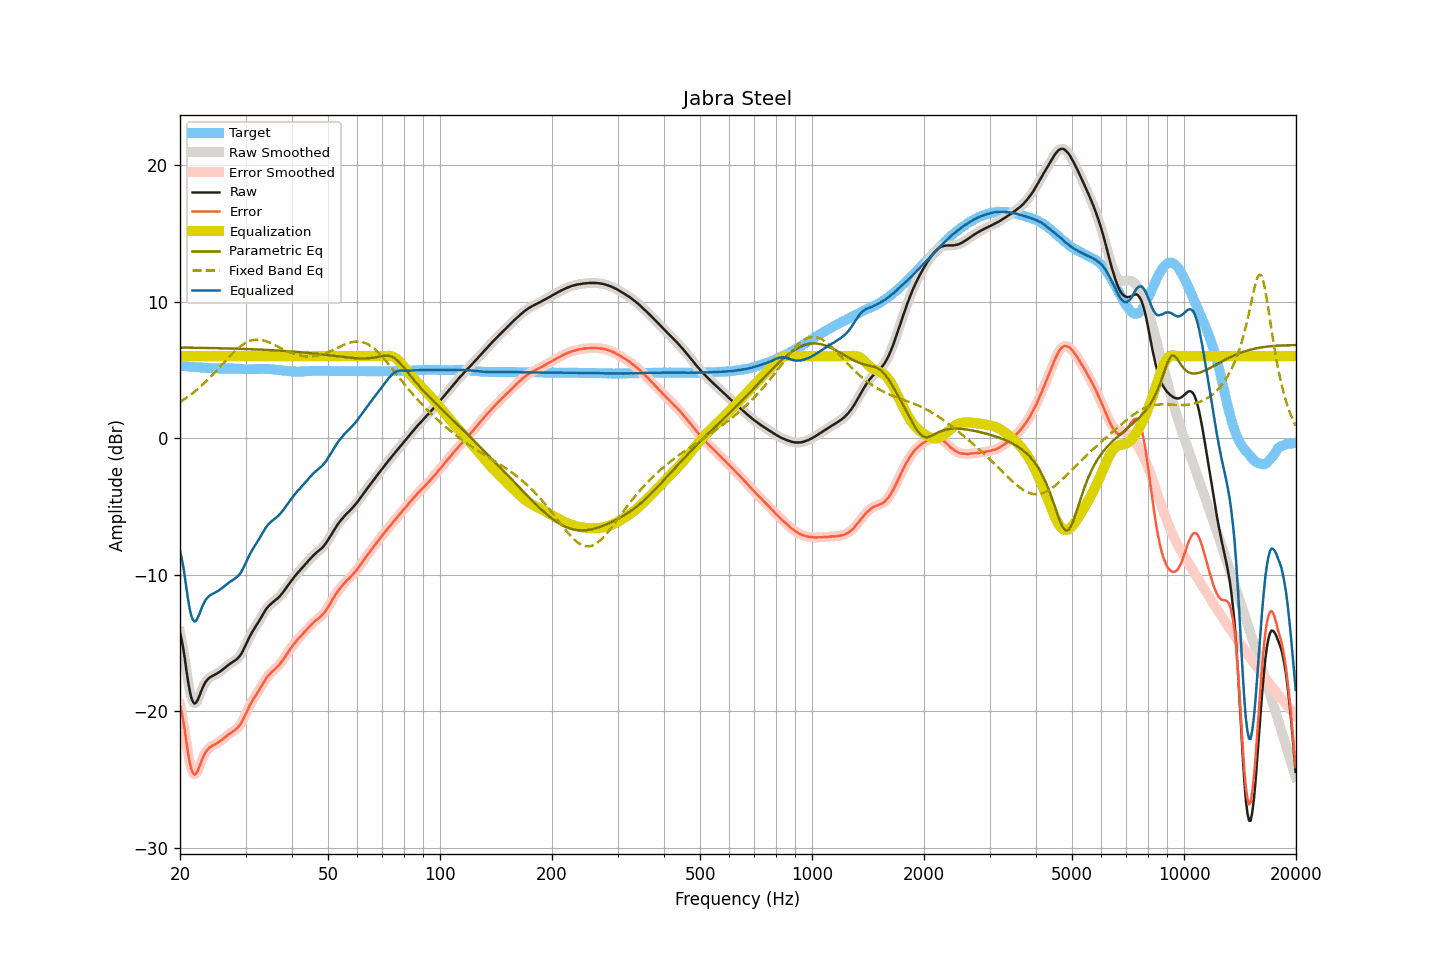 Jabra Steel
Target
Raw Smoothed
Error Smoothed
Raw
Error
Equalization
Parametric Eq
Fixed Band Eq
Equalized
Amplitude (dBr)
20
10
0
−10
−20
−30
20 50 100 200 500 1000 2000 5000 10000 20000
Frequency (Hz)